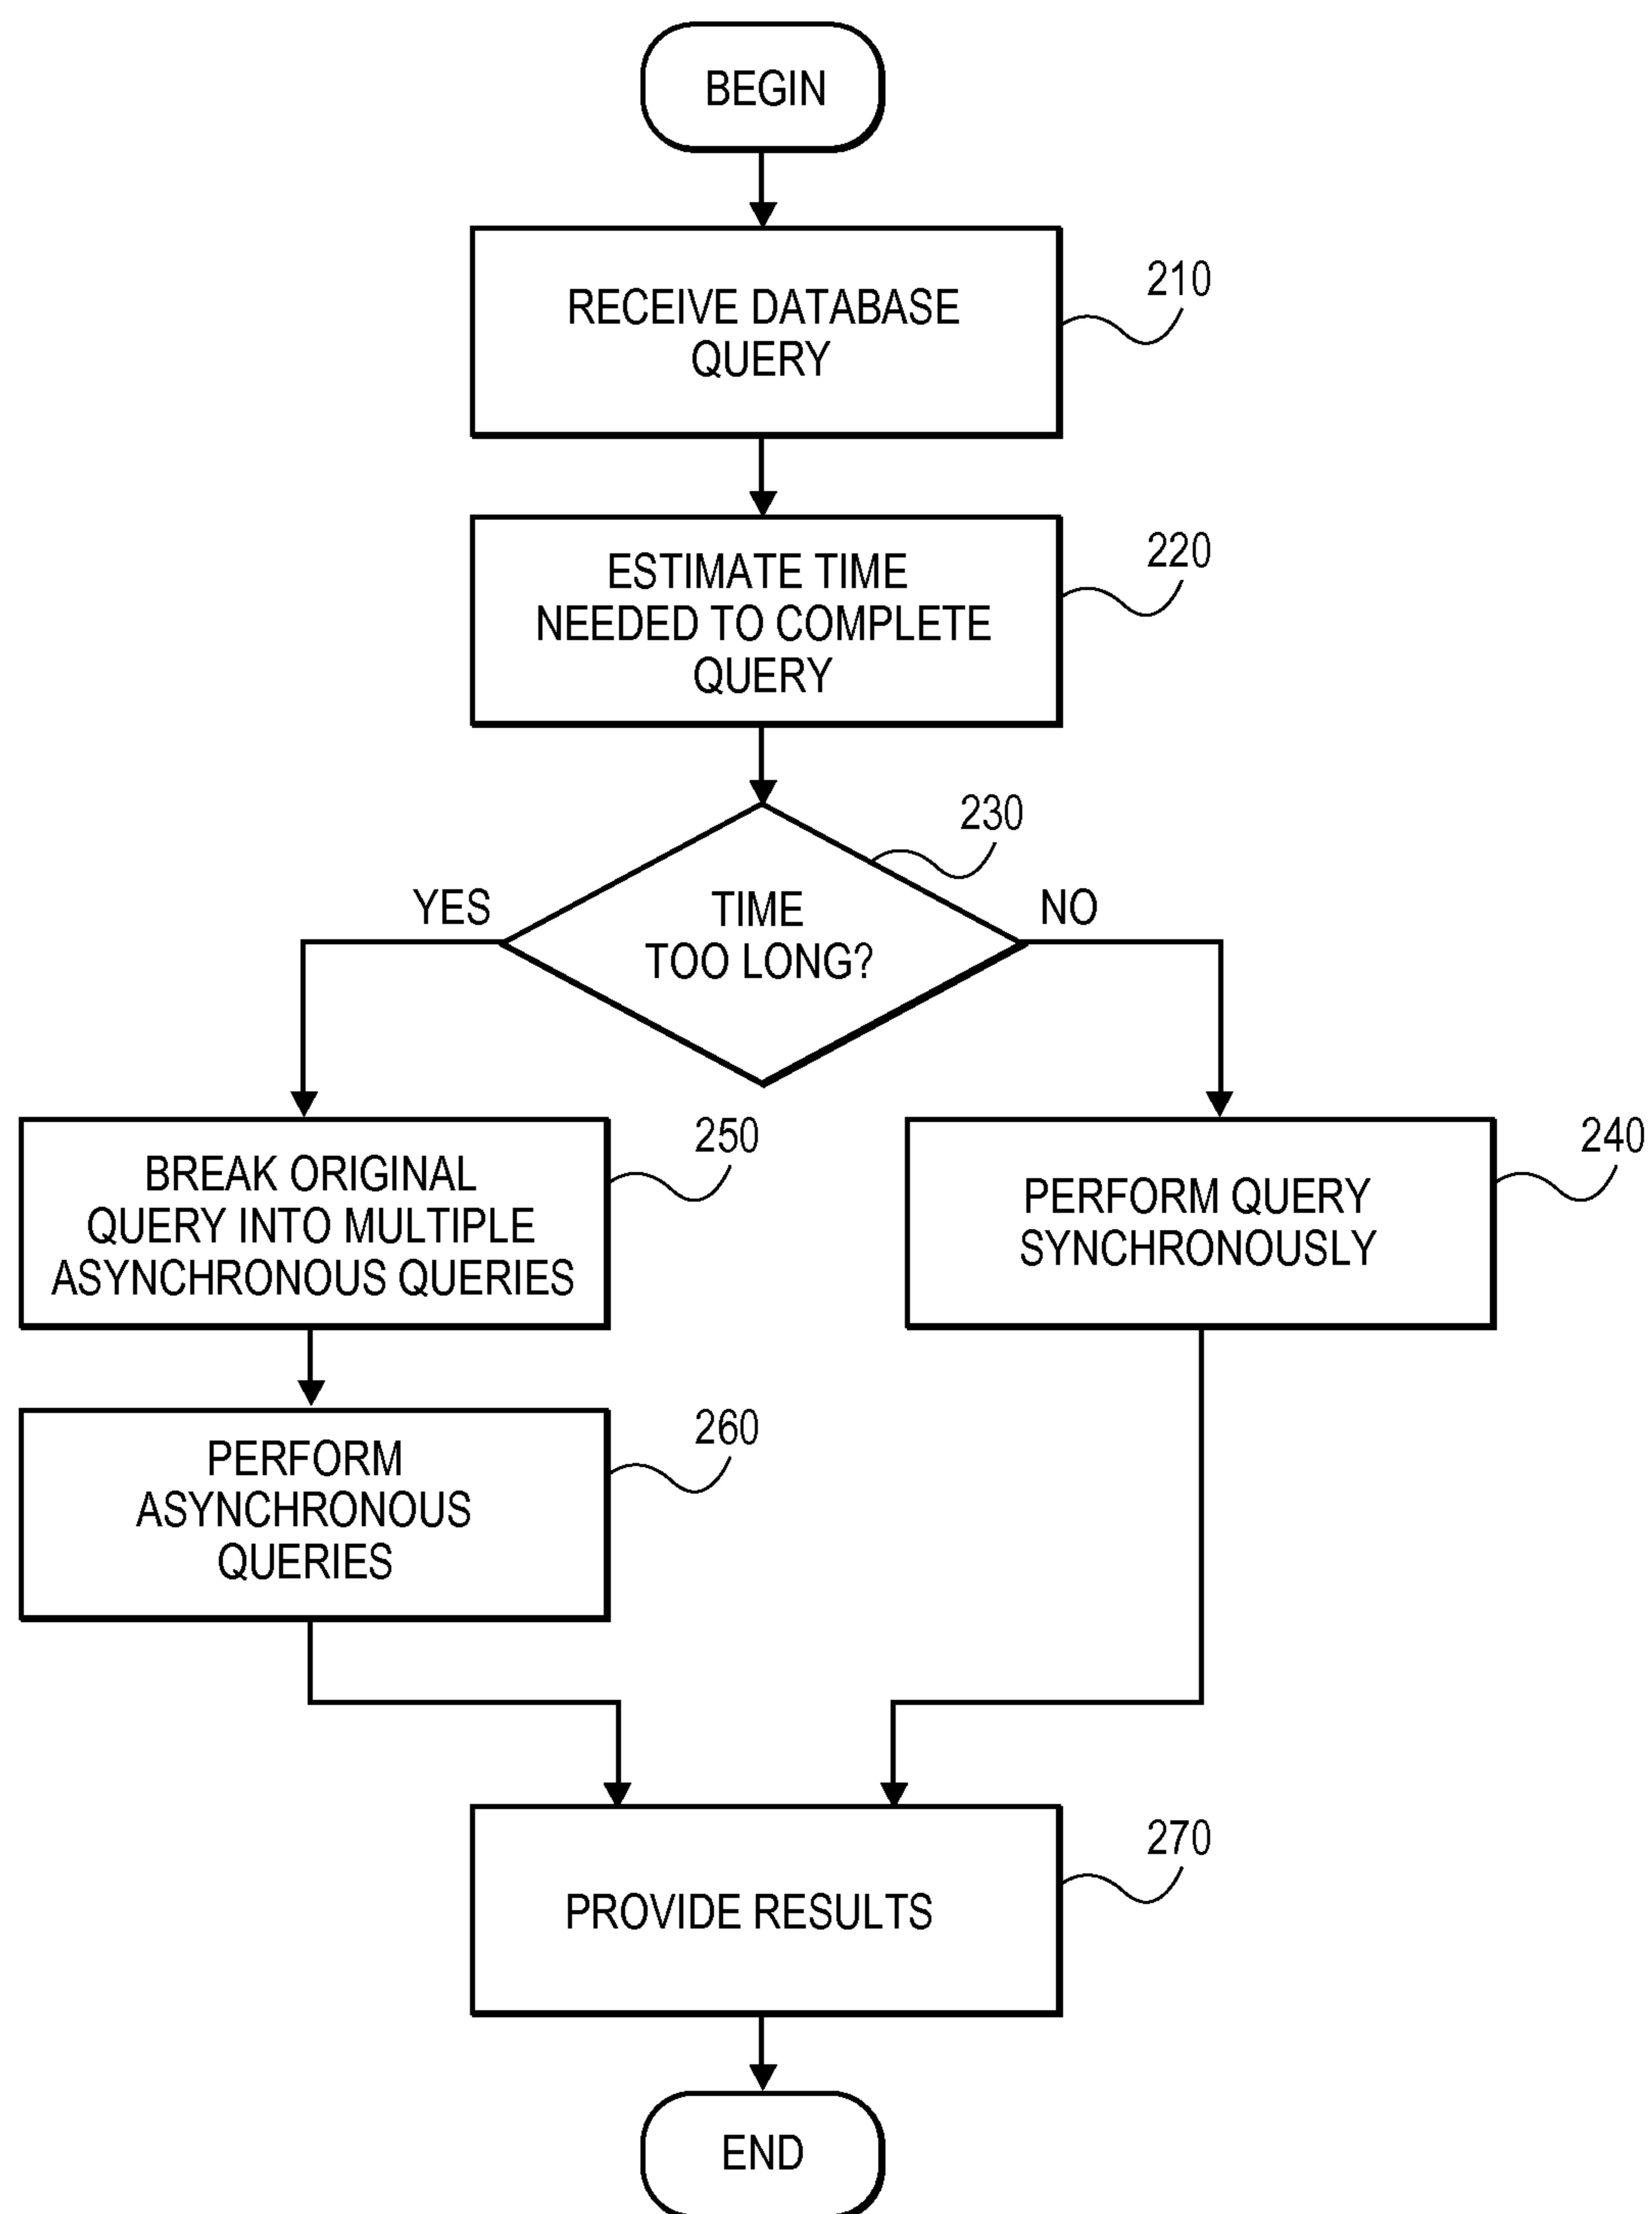 BEGIN
RECEIVE DATABASE
QUERY
210
ESTIMATE TIME
NEEDED TO COMPLETE
QUERY
220
230
YES
TIME
TOO LONG?
NO
BREAK ORIGINAL
QUERY INTO MULTIPLE
ASYNCHRONOUS QUERIES
250
PERFORM QUERY
SYNCHRONOUSLY
240
PERFORM
ASYNCHRONOUS
QUERIES
260
PROVIDE RESULTS
270
END